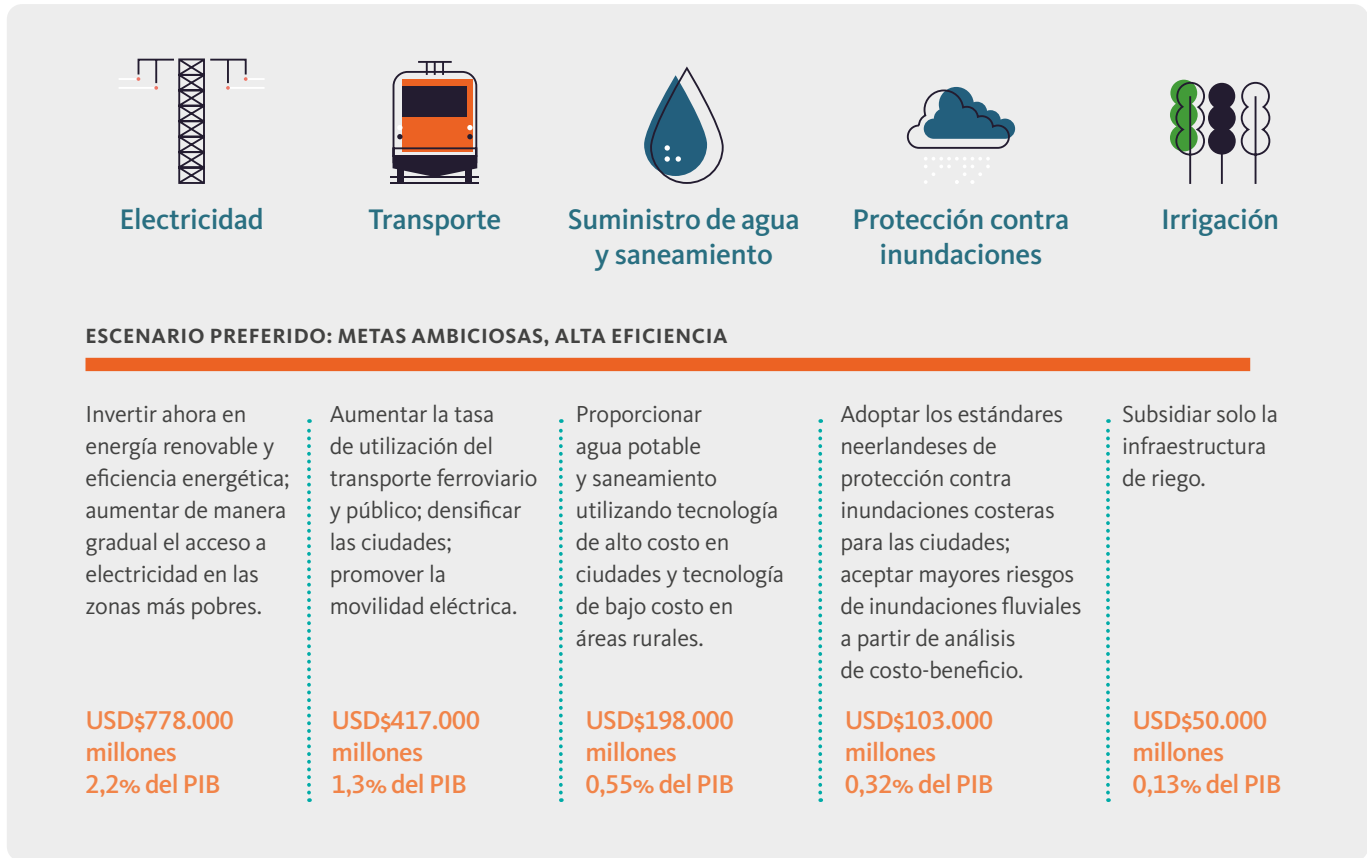 Electricidad
Transporte
Suministro de agua
y saneamiento
Protección contra
inundaciones
Irrigación
ESCENARIO PREFERIDO: METAS AMBICIOSAS, ALTA EFICIENCIA
Invertir ahora en
energía renovable y
eficiencia energética;
aumentar de manera
gradual el acceso a
electricidad en las
zonas más pobres.
USD$778.000
millones
2,2% del PIB
Aumentar la tasa
de utilización del
transporte ferroviario
y público; densificar
las ciudades;
promover la
movilidad eléctrica.
USD$417.000
millones
1,3% del PIB
Proporcionar
agua potable
y saneamiento
utilizando tecnología
de alto costo en
ciudades y tecnología
de bajo costo en
áreas rurales.
USD$198.000
millones
0,55% del PIB
Adoptar los estándares
neerlandeses de
protección contra
inundaciones costeras
para las ciudades;
aceptar mayores riesgos
de inundaciones fluviales
a partir de análisis
de costo-beneficio.
USD$103.000
millones
0,32% del PIB
Subsidiar solo la
infraestructura
de riego.
USD$50.000
millones
0,13% del PIB